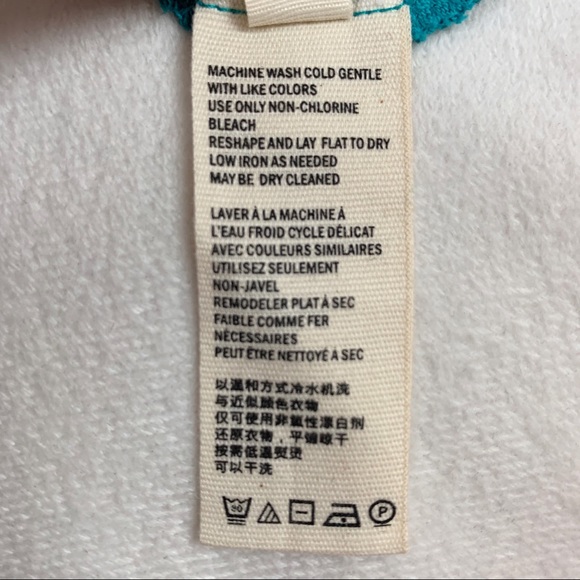 MACHINE WASH COLD GENTLE
WITH LIKE COLORS
USE ONLY NON-CHLORINE
BLEACH
RESHAPE AND LAY FLAT TO DRY
LOW IRON AS NEEDED
MAY BE DRY CLEANED
LAVER À LA MACHINE À
L'EAU FROID CYCLE DÉLICAT
AVEC COULEURS SIMILAIRES
UTILISEZ SEULEMENT
NON-JAVEL
REMODELER PLAT À SEC
FAIBLE COMME FER
NÉCESSAIRES
PEUT ÊTRE NETTOYÉ À SEC
以温和方式冷水机洗
与近似颜色衣物
仅可使用非氯性漂白剂
还原衣物，平铺晾干
按需低温熨烫
可以干洗
30
P